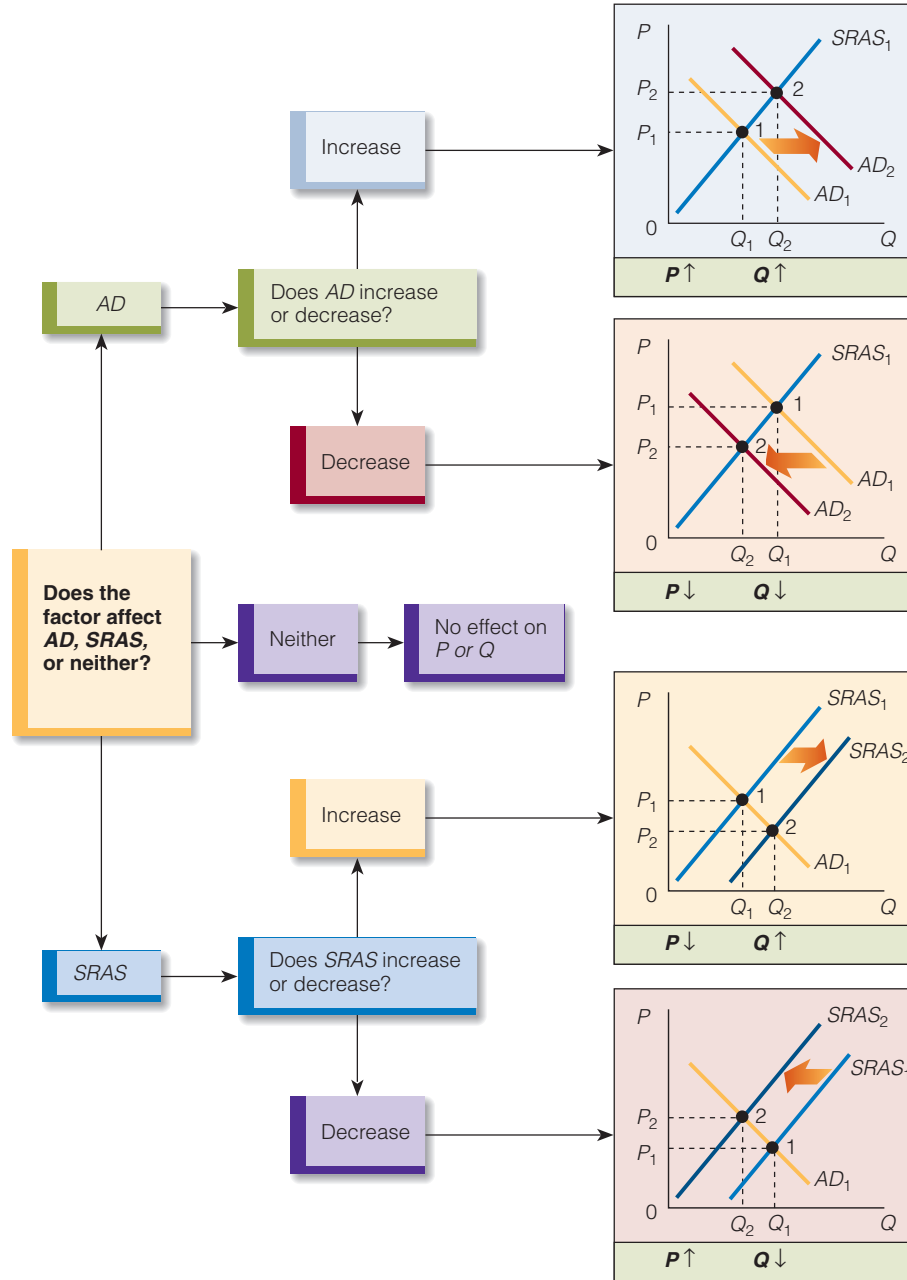 Does the
factor affect
AD, SRAS,
or neither?
AD
Does AD increase
or decrease?
Increase
P
SRAS₁
P₂
2
P₁
1
AD₂
AD₁
0
Q₁
Q₂
Q
P ↑ Q ↑
Decrease
P
SRAS₁
P₁
1
P₂
2
AD₁
AD₂
0
Q₂
Q₁
Q
P ↓ Q ↓
Neither
No effect on
P or Q
SRAS
Does SRAS increase
or decrease?
Increase
P
SRAS₁
SRAS₂
P₁
1
P₂
2
AD₁
0
Q₁
Q₂
Q
P ↓ Q ↑
Decrease
P
SRAS₂
SRAS₁
P₂
2
P₁
1
AD₁
0
Q₂
Q₁
Q
P ↑ Q ↓